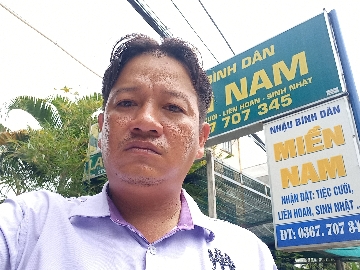 BÌNH DÂN
NAM
LIÊN HOAN - SINH NHẬT
707 345
NHẬU BÌNH DÂN
MIỀN
NAM
NHẬN ĐẶT: TIỆC CƯỚI,
LIÊN HOAN, SINH NHẬT...
ĐT: 0367. 707 34